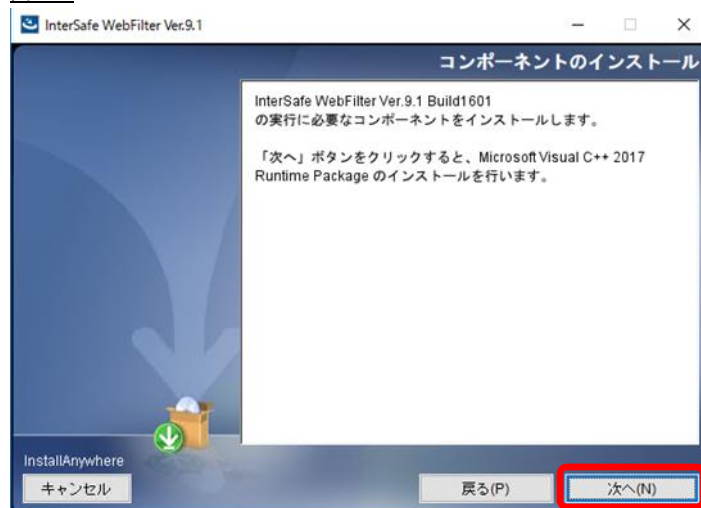 InterSafe WebFilter Ver.9.1
コンポーネントのインストール
InterSafe WebFilter Ver.9.1 Build1601
の実行に必要なコンポーネントをインストールします。
「次へ」ボタンをクリックすると、Microsoft Visual C++ 2017
Runtime Package のインストールを行います。
InstallAnywhere
キャンセル
戻る(P)
次へ(N)